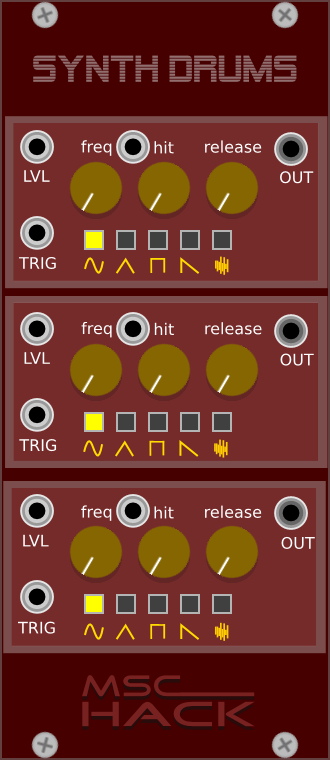 SYNTH DRUMS
freq hit release
LVL OUT
TRIG
freq hit release
LVL OUT
TRIG
freq hit release
LVL OUT
TRIG
MSC
HACK